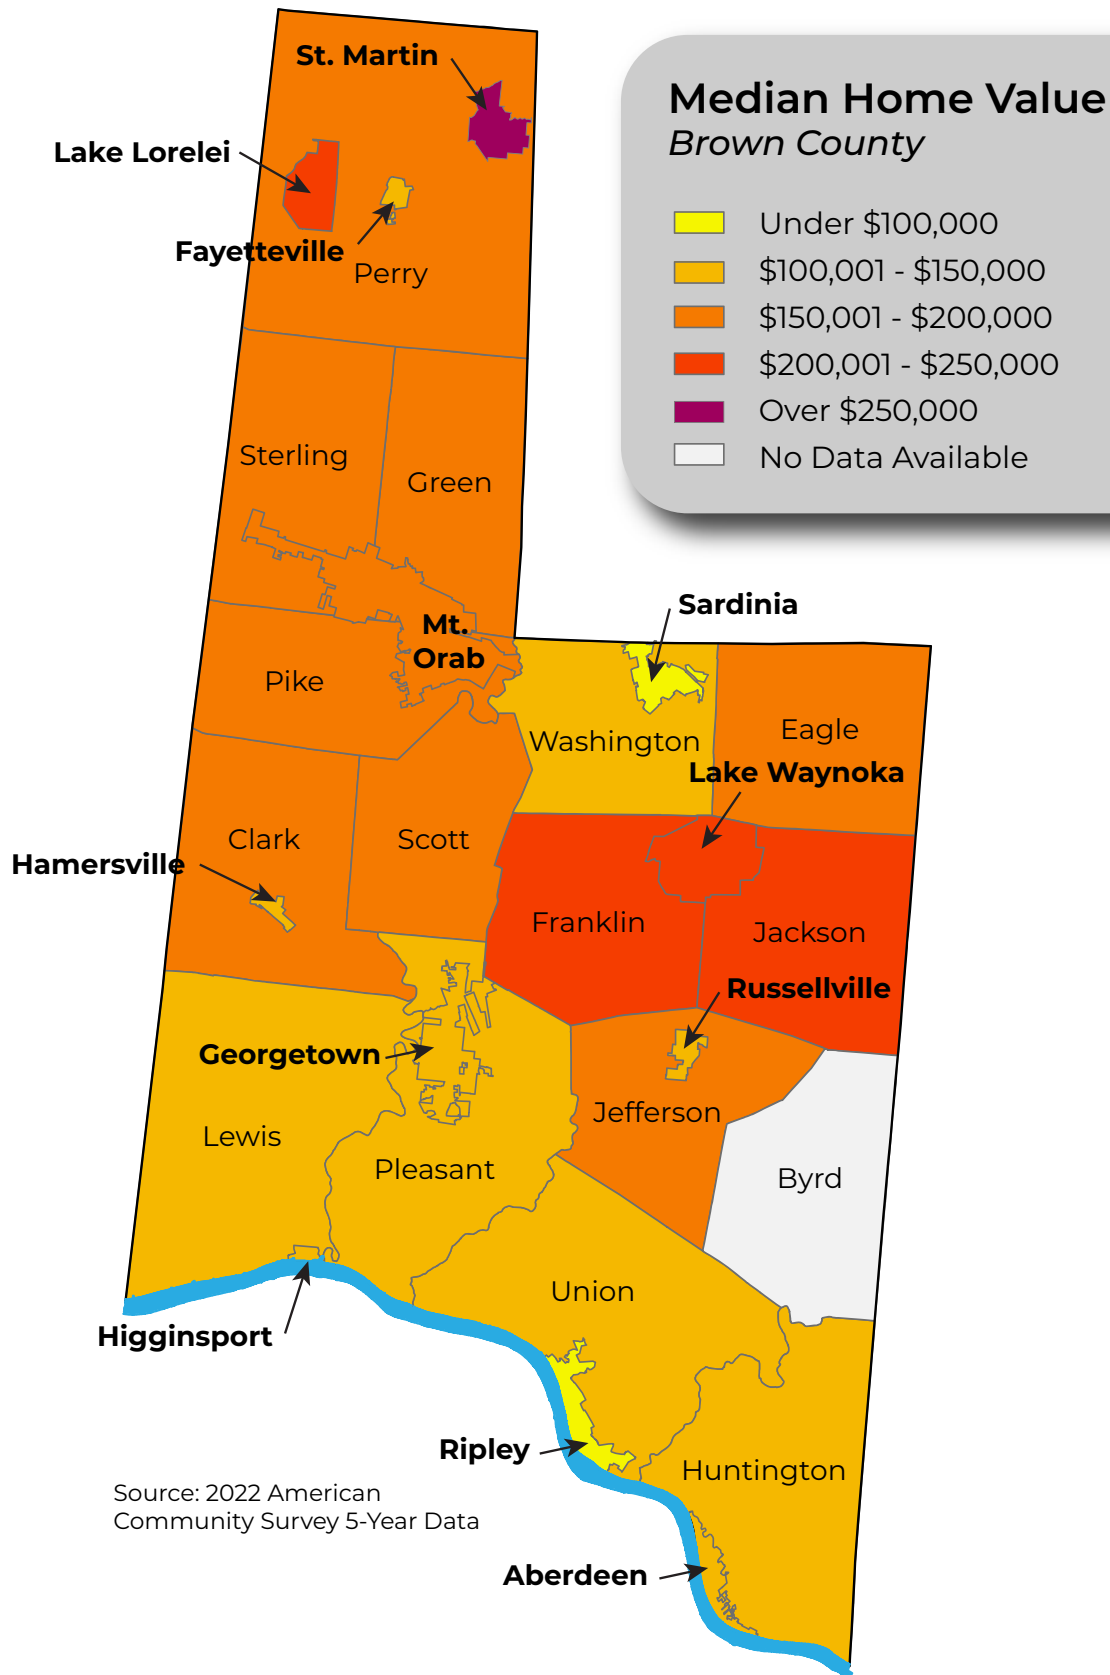 St. Martin
Median Home Value
Brown County
Lake Lorelei
Under $100,000
Fayetteville
Perry
$100,001 - $150,000
$150,001 - $200,000
$200,001 - $250,000
Over $250,000
No Data Available
Sterling
Green
Sardinia
Mt.
Orab
Pike
Eagle
Washington
Lake Waynoka
Clark
Scott
Hamersville
Franklin
Jackson
Russellville
Georgetown
Jefferson
Lewis
Pleasant
Byrd
Union
Higginsport
Ripley
Huntington
Source: 2022 American
Community Survey 5-Year Data
Aberdeen